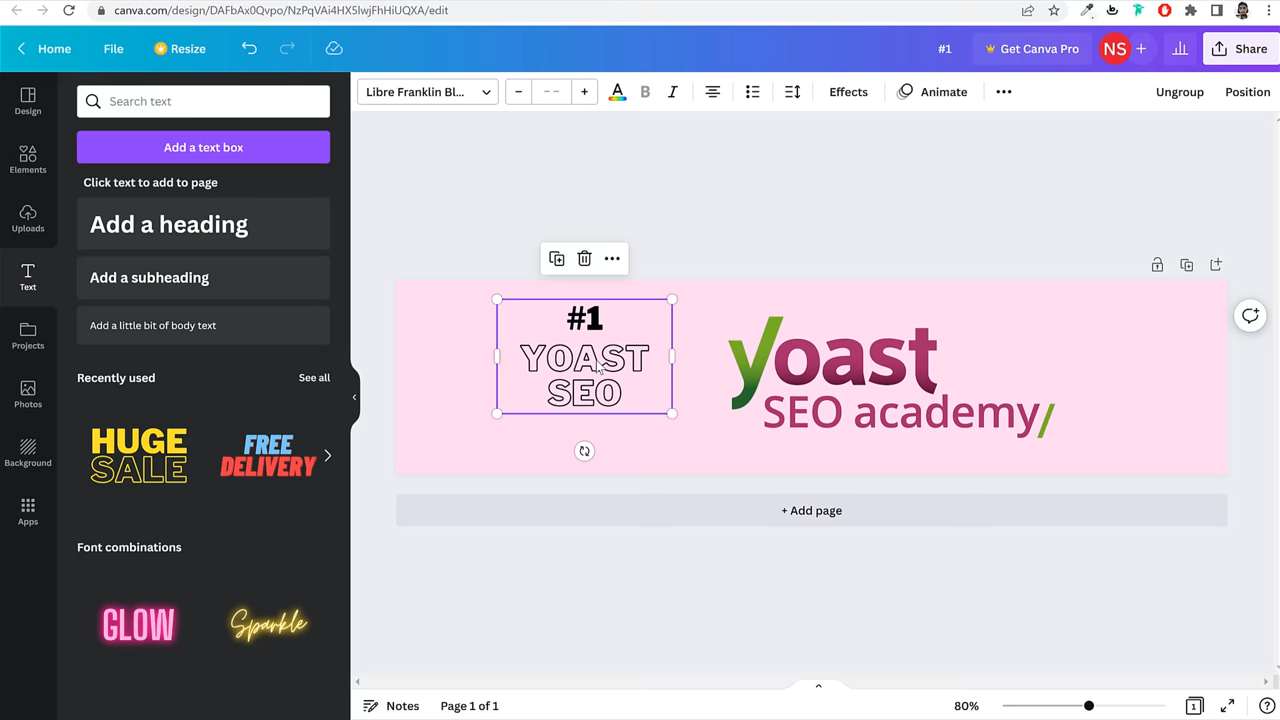 canva.com/design/DAFbAx0Qvpo/NzPqVAi4HX5lwjFhHiUQXA/edit
Home File Resize #1 Get Canva Pro NS + Share
Libre Franklin Bl... − -- + A B I Effects Animate Ungroup Position
Design
Elements
Uploads
Text
Projects
Photos
Background
Apps
Search text
Add a text box
Click text to add to page
Add a heading
Add a subheading
Add a little bit of body text
Recently used See all
HUGE
SALE
FREE
DELIVERY
Font combinations
GLOW
Sparkle
#1
YOAST
SEO
yoast
SEO academy/
+ Add page
Notes Page 1 of 1 80% 1